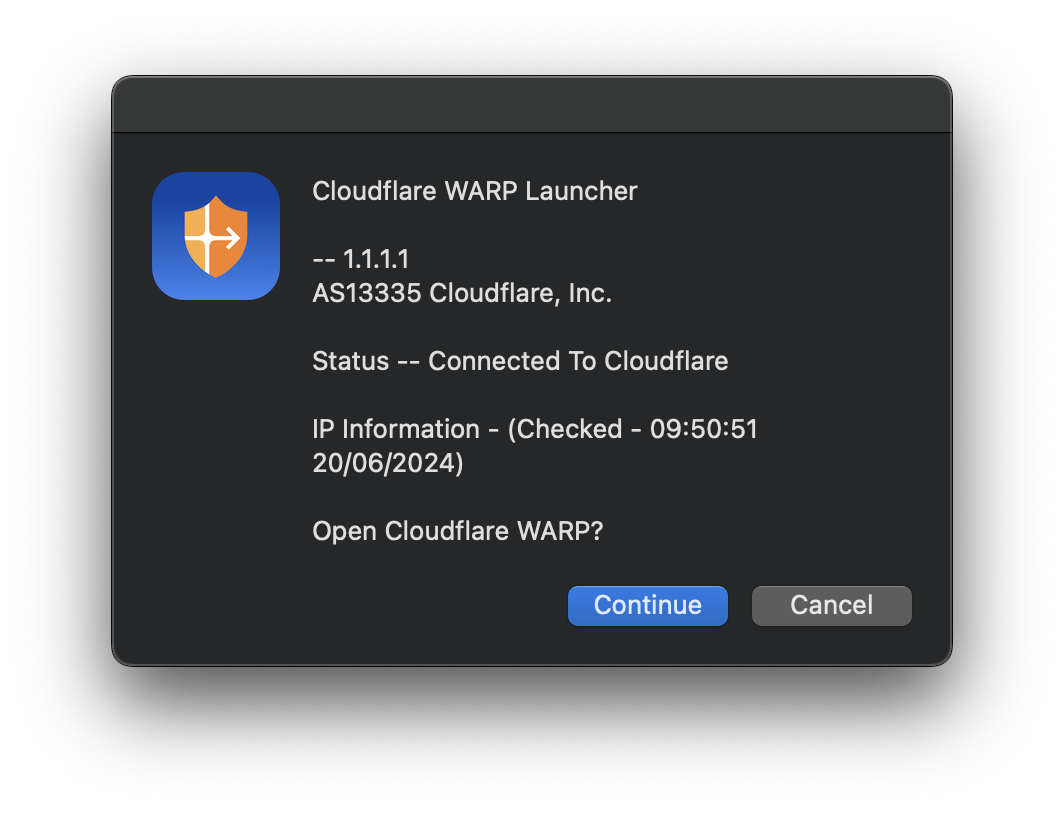 Cloudflare WARP Launcher
-- 1.1.1.1
AS13335 Cloudflare, Inc.
Status -- Connected To Cloudflare
IP Information - (Checked - 09:50:51
20/06/2024)
Open Cloudflare WARP?
Continue
Cancel